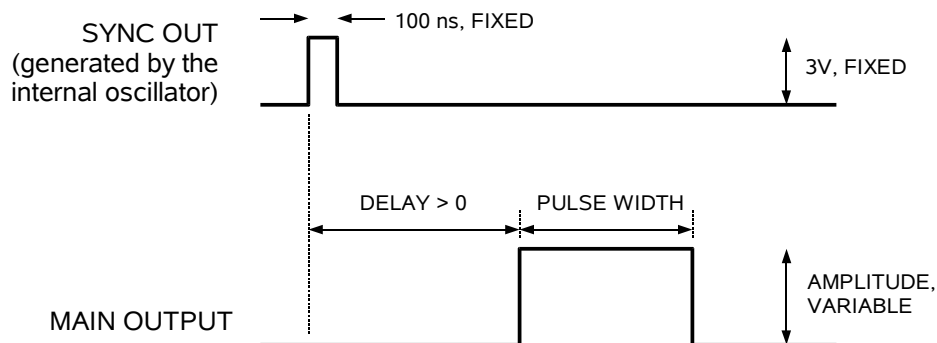 100 ns, FIXED
SYNC OUT
(generated by the
internal oscillator)
3V, FIXED
DELAY > 0
PULSE WIDTH
AMPLITUDE,
VARIABLE
MAIN OUTPUT